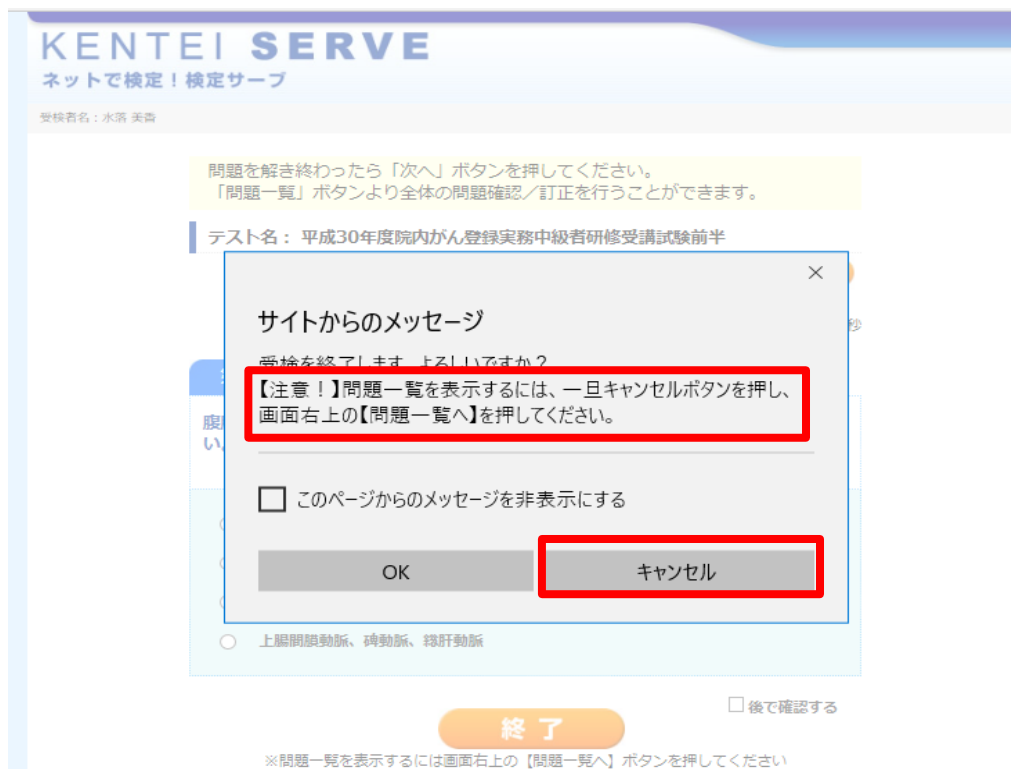 KENTEI SERVE
ネットで検定！検定サーブ
受検者名：水落 美香
問題を解き終わったら「次へ」ボタンを押してください。
「問題一覧」ボタンより全体の問題確認／訂正を行うことができます。
テスト名： 平成30年度院内がん登録実務中級者研修受講試験前半
秒
サイトからのメッセージ
受検を終了します。よろしいですか？
【注意！】問題一覧を表示するには、一旦キャンセルボタンを押し、
画面右上の【問題一覧へ】を押してください。
腹
い。
このページからのメッセージを非表示にする
OK キャンセル
上腸間膜動脈、脾動脈、総肝動脈
後で確認する
終 了
※問題一覧を表示するには画面右上の【問題一覧へ】ボタンを押してください